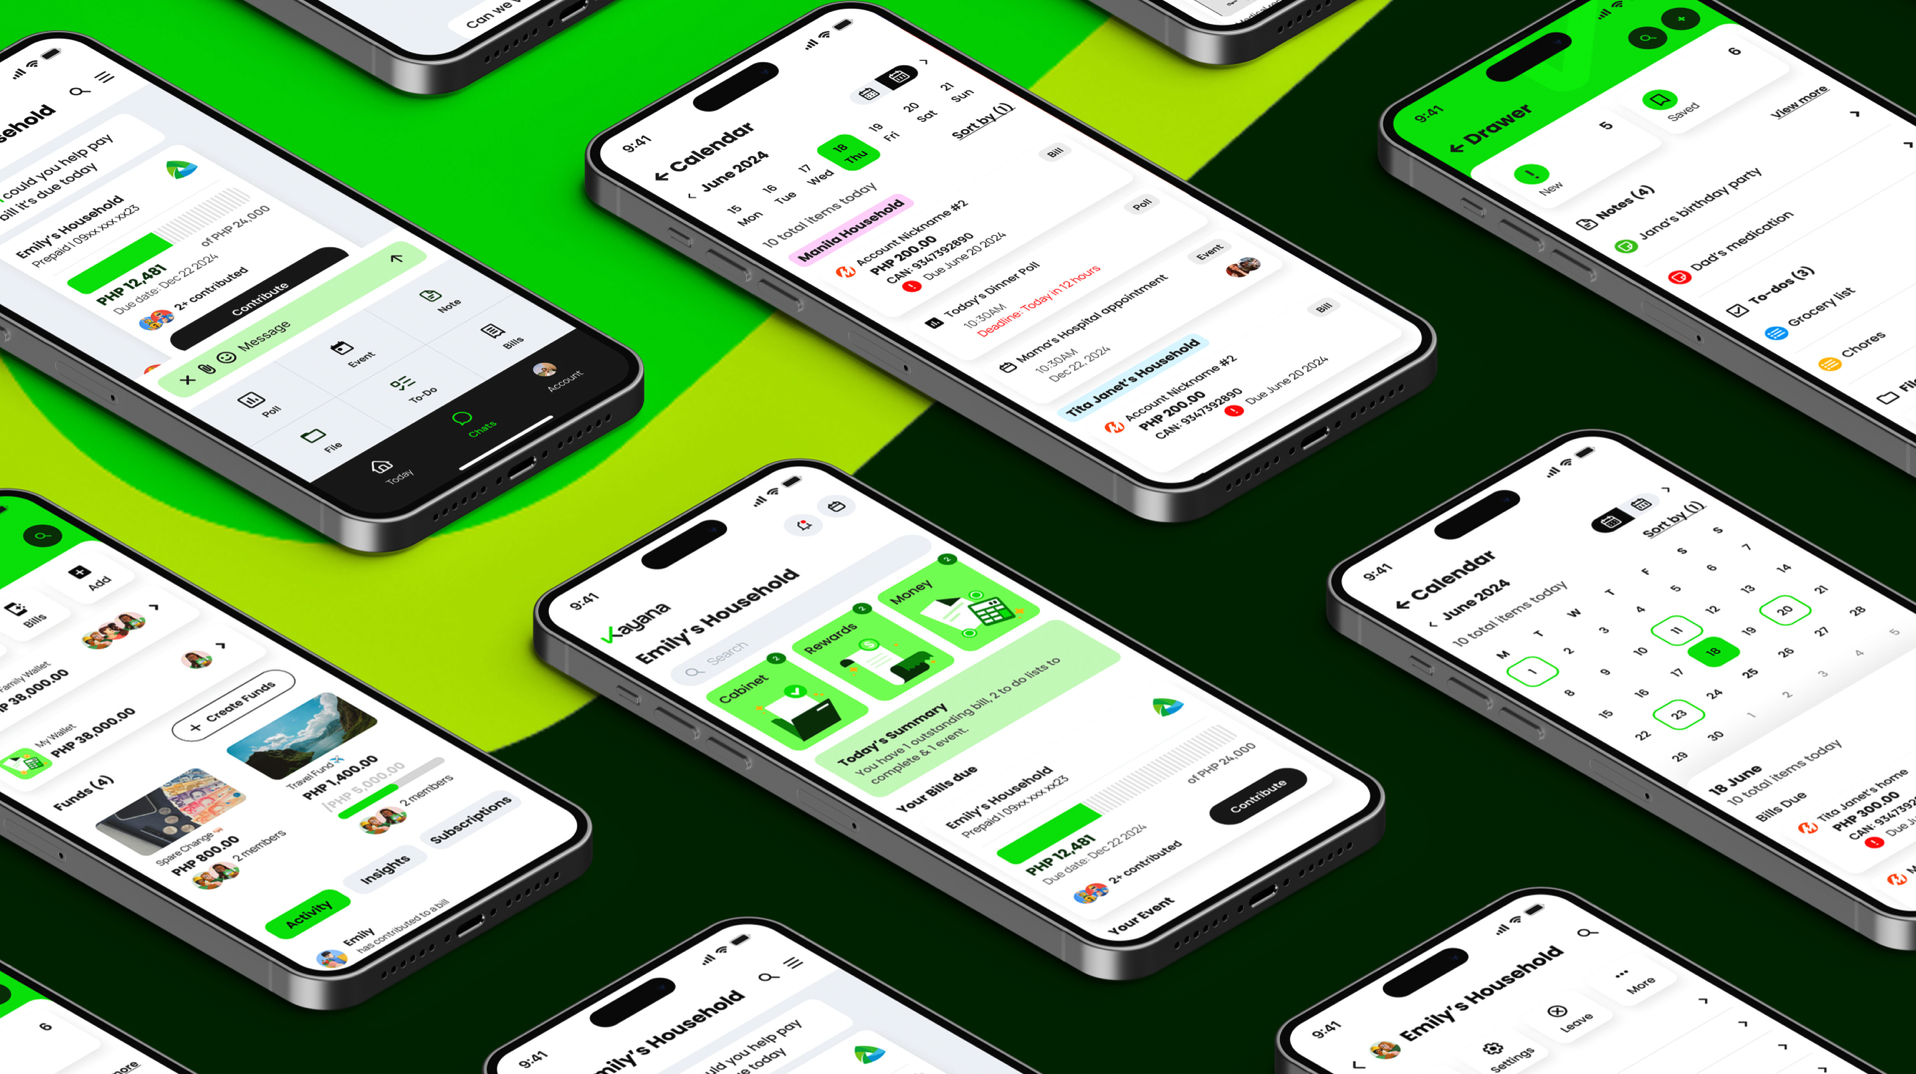 Can we
sehold
could you help pay
bill it's due today
Emily's Household
Prepaid | 09xx xxx xx23
PHP 12,481
of PHP 24,000
Due date: Dec 22 2024
2+ contributed
Contribute
Message
Poll
Event
Note
File
To-Do
Bills
Today
Chats
Account
9:41
Calendar
June 2024
15 Mon
16 Tue
17 Wed
18 Thu
19 Fri
20 Sat
21 Sun
10 total items today
Sort by (1)
Manila Household
Account Nickname #2
Bill
PHP 200.00
CAN: 9347392890
Due June 20 2024
Today's Dinner Poll
Poll
10:30AM
Deadline: Today in 12 hours
Mama's Hospital appointment
Event
10:30AM
Dec 22, 2024
Tita Janet's Household
Account Nickname #2
Bill
PHP 200.00
CAN: 9347392890
Due June 20 2024
9:41
Drawer
5
New
6
Saved
View more
Notes (4)
Jana's birthday party
Dad's medication
To-dos (3)
Grocery list
Chores
Bills
Add
Family Wallet
PHP 38,000.00
My Wallet
PHP 38,000.00
Create Funds
Funds (4)
Spare Change
PHP 800.00
2 members
Travel Fund
PHP 1,400.00
|PHP 5,000.00
2 members
Activity
Insights
Subscriptions
Emily
has contributed to a bill
9:41
Kayana
Emily's Household
Search
Cabinet
2
Rewards
2
Money
2
Today's Summary
You have 1 outstanding bill, 2 to do lists to
complete & 1 event.
Your Bills due
Emily's Household
Prepaid | 09xx xxx xx23
PHP 12,481
of PHP 24,000
Due date: Dec 22 2024
2+ contributed
Contribute
Your Event
9:41
Calendar
June 2024
10 total items today
Sort by (1)
M T W T F S S
1 2 3 4 5 6 7
8 9 10 11 12 13 14
15 16 17 18 19 20 21
22 23 24 25 26 27 28
29 30 1 2 3 4 5
18 June
10 total items today
Bills Due
Tita Janet's home
PHP 300.00
CAN: 9347392
Due Ju
6
more
9:41
Emily's Household
ould you help pay
e today
9:41
Emily's Household
Settings
Leave
More